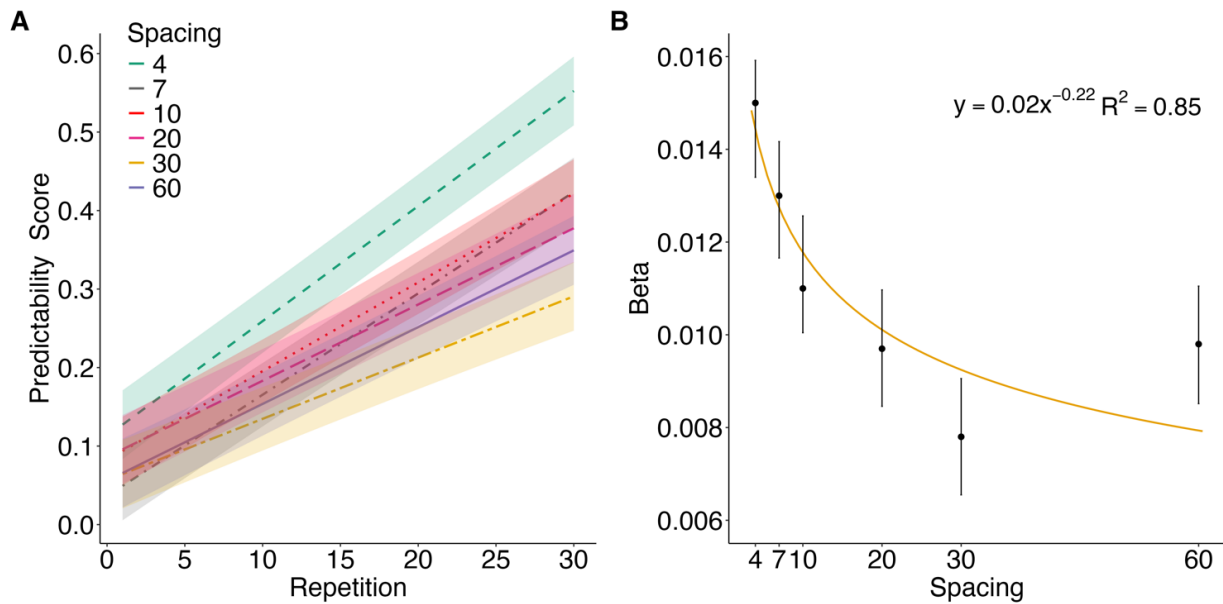 A
Spacing
4
7
10
20
30
60
Predictability Score
0.6
0.5
0.4
0.3
0.2
0.1
0.0
0 5 10 15 20 25 30
Repetition
B
y = 0.02x^−0.22 R² = 0.85
Beta
0.016
0.014
0.012
0.010
0.008
0.006
4 7 10 20 30 60
Spacing